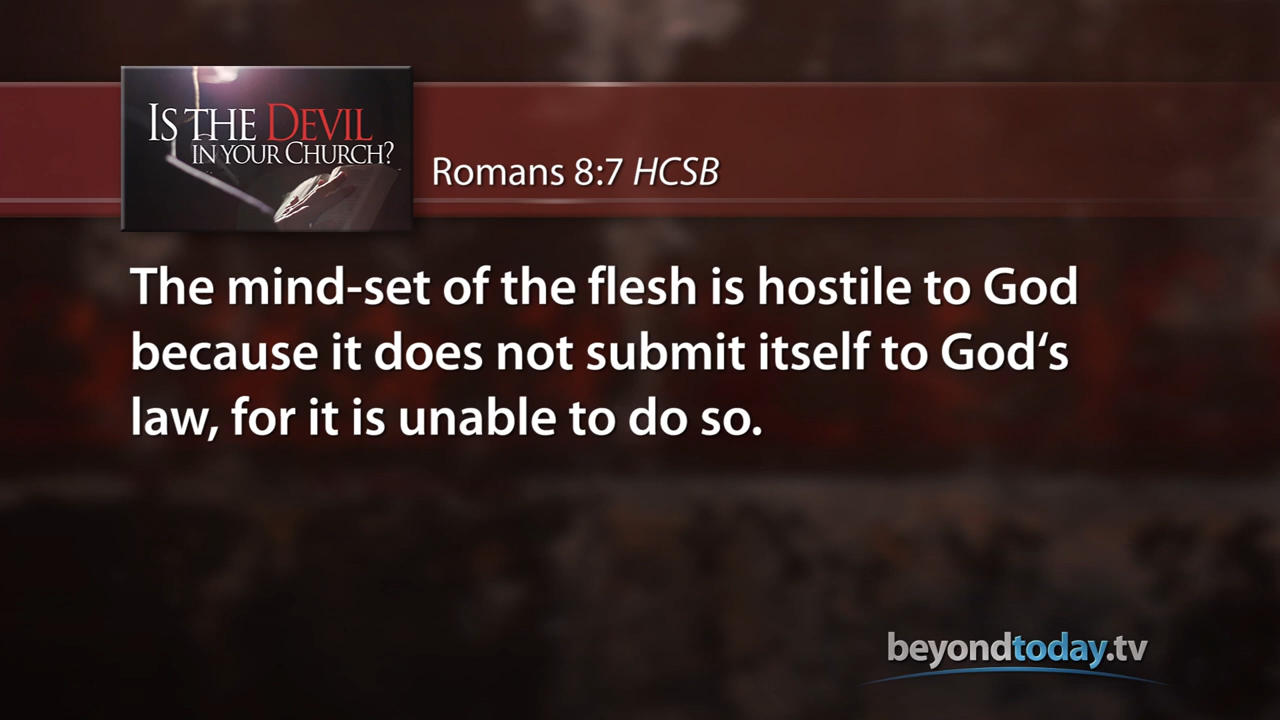 IS THE DEVIL
IN YOUR CHURCH?
Romans 8:7 HCSB
The mind-set of the flesh is hostile to God
because it does not submit itself to God‘s
law, for it is unable to do so.
beyondtoday.tv